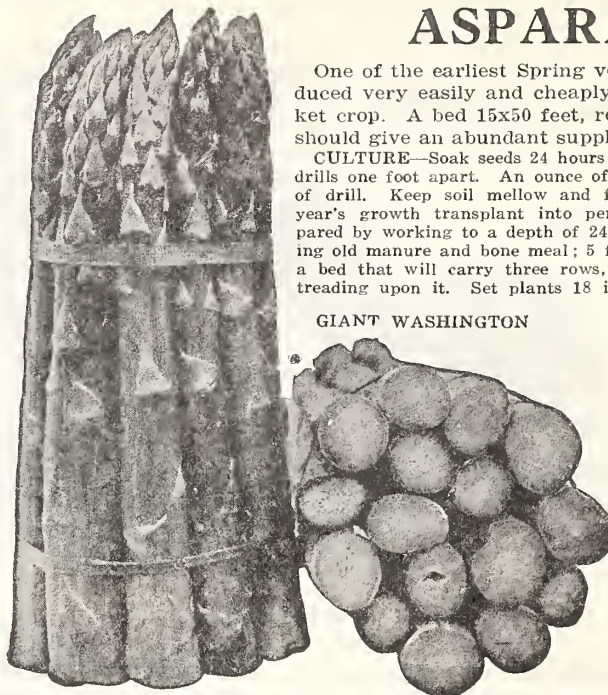 ASPARA
One of the earliest Spring ve
duced very easily and cheaply
ket crop. A bed 15x50 feet, re
should give an abundant suppl
CULTURE—Soak seeds 24 hours
drills one foot apart. An ounce of
of drill. Keep soil mellow and f
year's growth transplant into per
pared by working to a depth of 24
ing old manure and bone meal; 5 f
a bed that will carry three rows,
treading upon it. Set plants 18 i
GIANT WASHINGTON